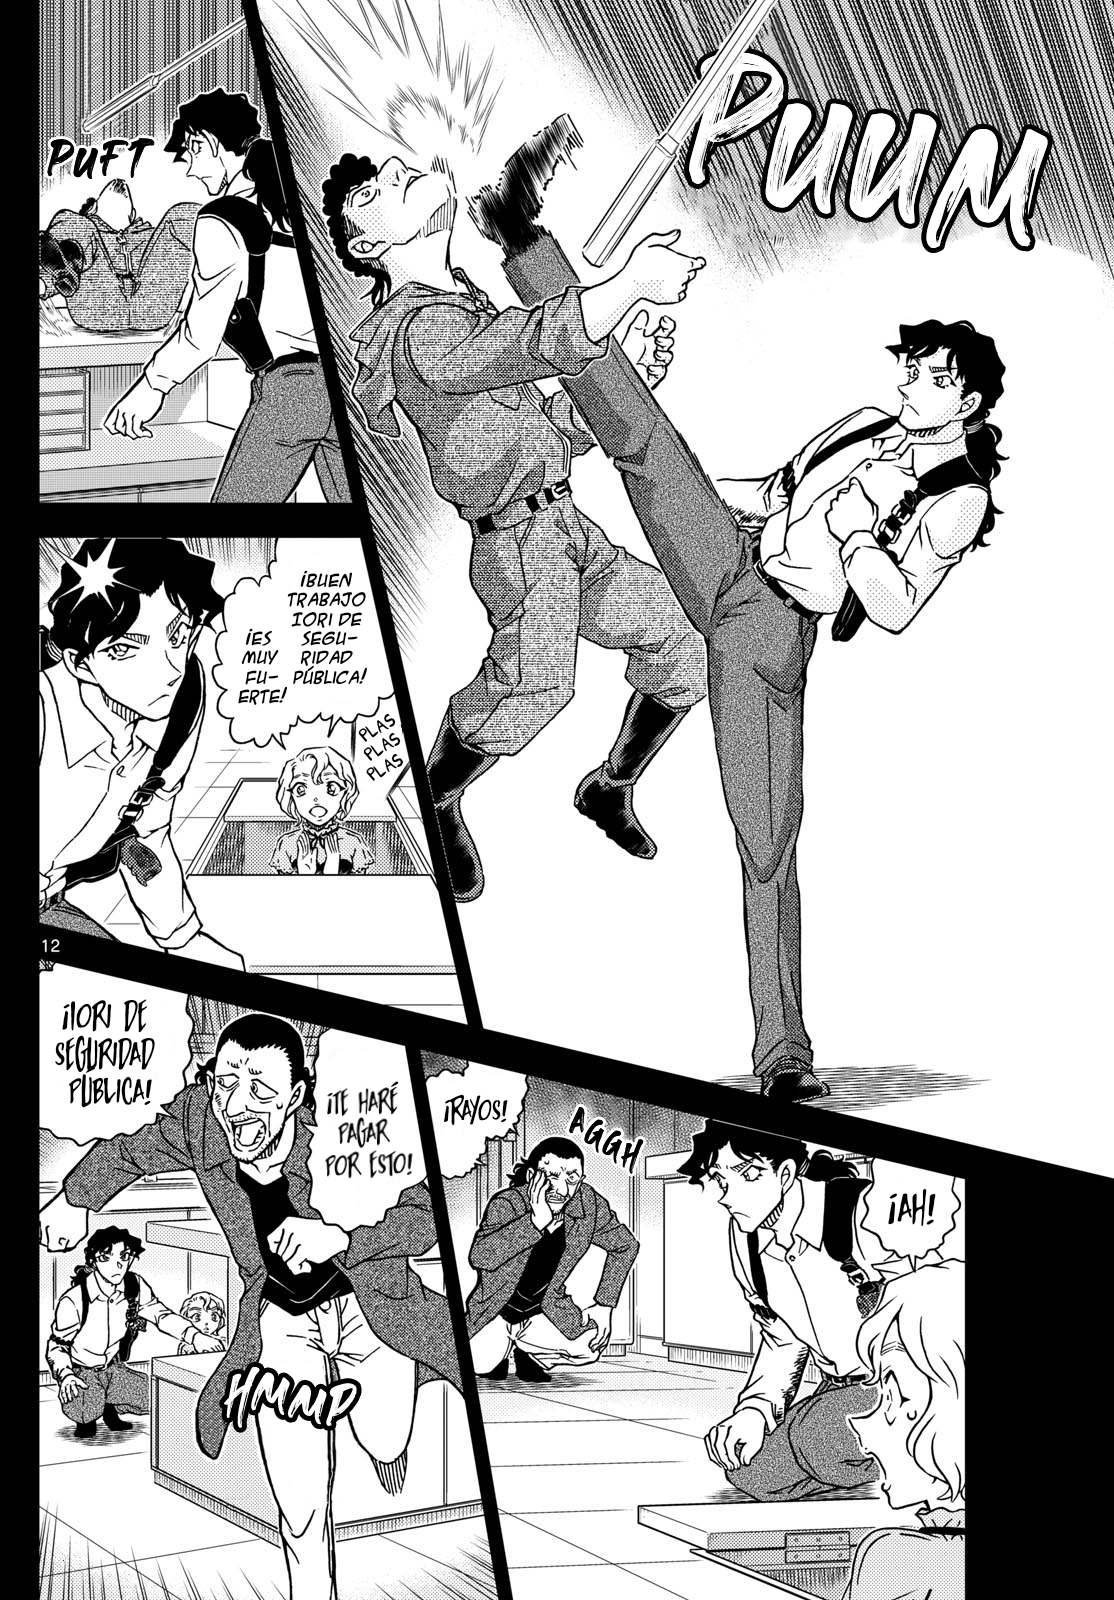 PUUM
PUFT
¡BUEN
TRABAJO
IORI DE
SEGU-
RIDAD
PÚBLICA!
¡ES
MUY
FU-
ERTE!
PLAS
PLAS
PLAS
12
¡AH!
AGGH
¡RAYOS!
¡TE HARÉ
PAGAR
POR ESTO!
¡IORI DE
SEGURIDAD
PÚBLICA!
HMMP